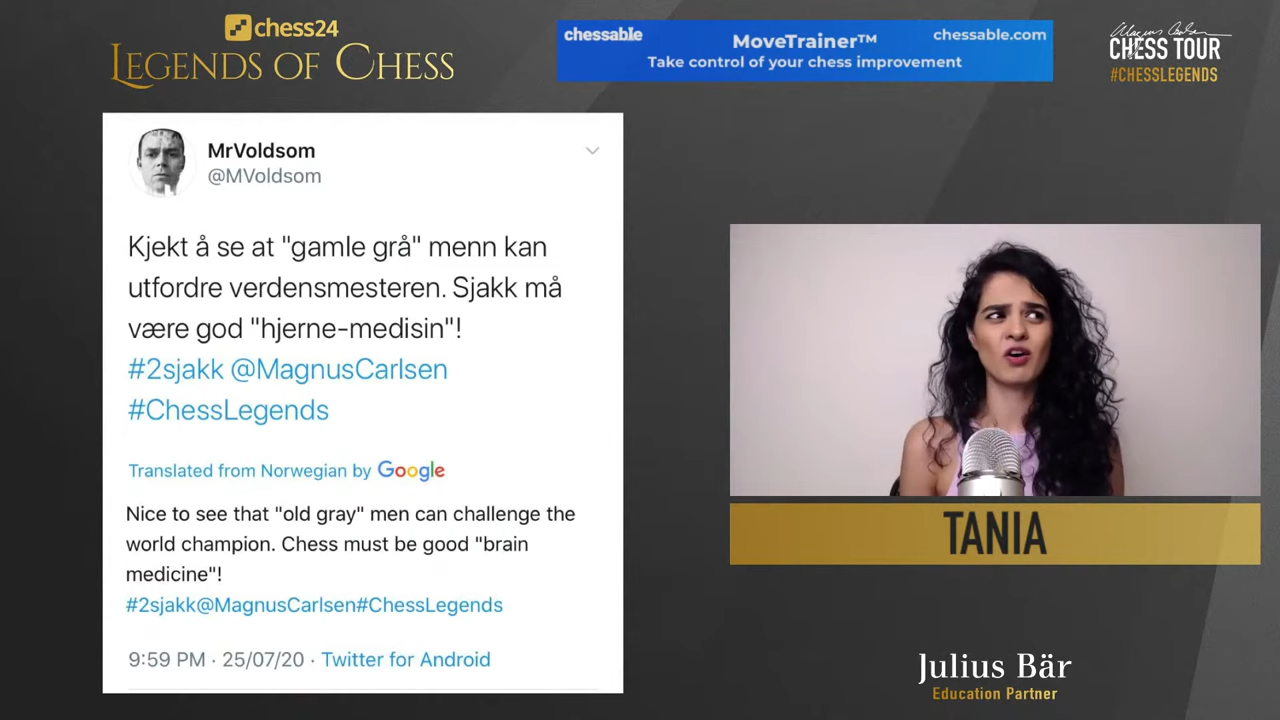 chess24
LEGENDS OF CHESS
chessable
MoveTrainer™
chessable.com
Take control of your chess improvement
Magnus Carlsen
CHESS TOUR
#CHESSLEGENDS
MrVoldsom
@MVoldsom
Kjekt å se at "gamle grå" menn kan
utfordre verdensmesteren. Sjakk må
være god "hjerne-medisin"!
#2sjakk @MagnusCarlsen
#ChessLegends
Translated from Norwegian by Google
Nice to see that "old gray" men can challenge the
world champion. Chess must be good "brain
medicine"!
#2sjakk@MagnusCarlsen#ChessLegends
9:59 PM · 25/07/20 · Twitter for Android
TANIA
Julius Bär
Education Partner